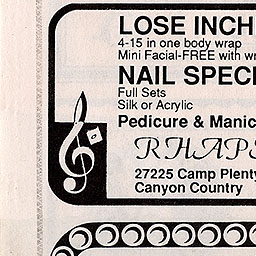 LOSE INCH
4-15 in one body wrap
Mini Facial-FREE with wr
NAIL SPECI
Full Sets
Silk or Acrylic
Pedicure & Manic
RHAPS
27225 Camp Plenty
Canyon Country